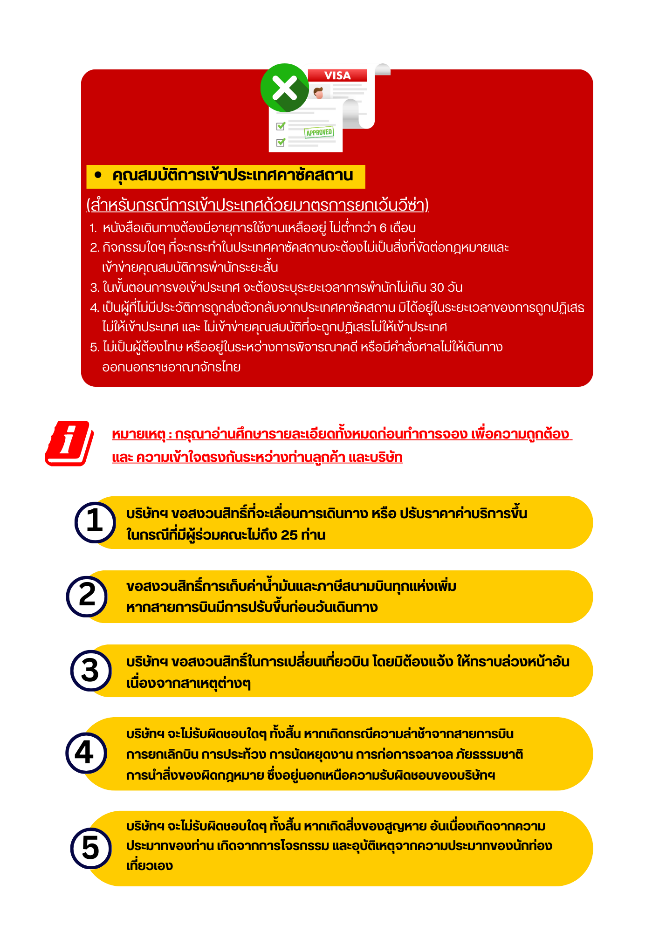 VISA
APPROVED
• คุณสมบัติการเข้าประเทศคาซัคสถาน
(สำหรับกรณีการเข้าประเทศด้วยมาตรการยกเว้นวีซ่า)
1. หนังสือเดินทางต้องมีอายุการใช้งานเหลืออยู่ ไม่ต่ำกว่า 6 เดือน
2. กิจกรรมใดๆ ที่จะกระทำในประเทศคาซัคสถานจะต้องไม่เป็นสิ่งที่ขัดต่อกฎหมายและ
เข้าข่ายคุณสมบัติการพำนักระยะสั้น
3. ในขั้นตอนการขอเข้าประเทศ จะต้องระบุระยะเวลาการพำนักไม่เกิน 30 วัน
4. เป็นผู้ที่ไม่มีประวัติการถูกส่งตัวกลับจากประเทศคาซัคสถาน มิได้อยู่ในระยะเวลาของการถูกปฏิเสธ
ไม่ให้เข้าประเทศ และ ไม่เข้าข่ายคุณสมบัติที่จะถูกปฏิเสธไม่ให้เข้าประเทศ
5. ไม่เป็นผู้ต้องโทษ หรืออยู่ในระหว่างการพิจารณาคดี หรือมีคำสั่งศาลไม่ให้เดินทาง
ออกนอกราชอาณาจักรไทย
i
หมายเหตุ : กรุณาอ่านศึกษารายละเอียดทั้งหมดก่อนทำการจอง เพื่อความถูกต้อง
และ ความเข้าใจตรงกันระหว่างท่านลูกค้า และบริษัท
1
บริษัทฯ ขอสงวนสิทธิ์ที่จะเลื่อนการเดินทาง หรือ ปรับราคาค่าบริการขึ้น
ในกรณีที่มีผู้ร่วมคณะไม่ถึง 25 ท่าน
2
ขอสงวนสิทธิ์การเก็บค่าน้ำมันและภาษีสนามบินทุกแห่งเพิ่ม
หากสายการบินมีการปรับขึ้นก่อนวันเดินทาง
3
บริษัทฯ ขอสงวนสิทธิ์ในการเปลี่ยนเที่ยวบิน โดยมิต้องแจ้ง ให้ทราบล่วงหน้าอัน
เนื่องจากสาเหตุต่างๆ
4
บริษัทฯ จะไม่รับผิดชอบใดๆ ทั้งสิ้น หากเกิดกรณีความล่าช้าจากสายการบิน
การยกเลิกบิน การประท้วง การนัดหยุดงาน การก่อการจลาจล ภัยธรรมชาติ
การนำสิ่งของผิดกฎหมาย ซึ่งอยู่นอกเหนือความรับผิดชอบของบริษัทฯ
5
บริษัทฯ จะไม่รับผิดชอบใดๆ ทั้งสิ้น หากเกิดสิ่งของสูญหาย อันเนื่องเกิดจากความ
ประมาทของท่าน เกิดจากการโจรกรรม และอุบัติเหตุจากความประมาทของนักท่อง
เที่ยวเอง